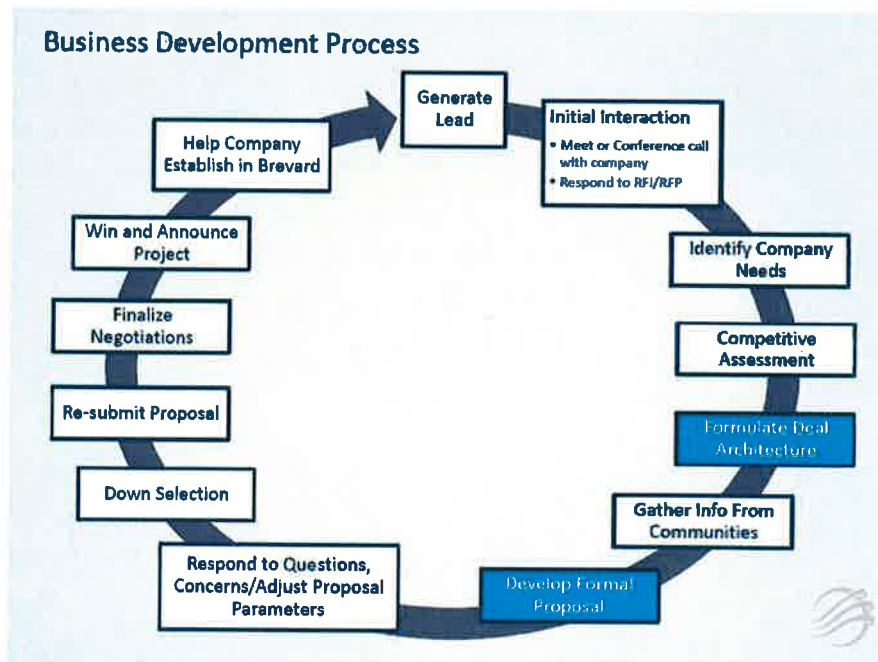 Business Development Process
Generate
Lead
Initial Interaction
• Meet or Conference call
with company
• Respond to RFI/RFP
Identify Company
Needs
Competitive
Assessment
Formulate Deal
Architecture
Gather Info From
Communities
Develop Formal
Proposal
Respond to Questions,
Concerns/Adjust Proposal
Parameters
Down Selection
Re-submit Proposal
Finalize
Negotiations
Win and Announce
Project
Help Company
Establish in Brevard